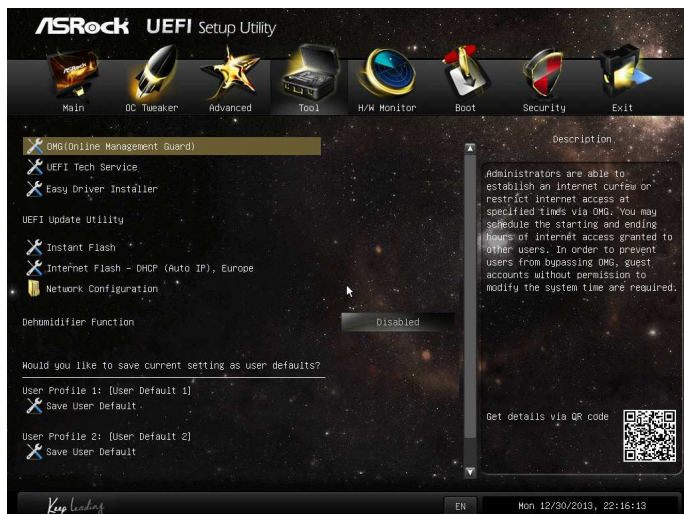 ASRock UEFI Setup Utility
ASRock
Main OC Tweaker Advanced Tool H/W Monitor Boot Security Exit
OMG(Online Management Guard)
UEFI Tech Service
Easy Driver Installer
UEFI Update Utility
Instant Flash
Internet Flash - DHCP (Auto IP), Europe
Network Configuration
Dehumidifier Function Disabled
Would you like to save current setting as user defaults?
User Profile 1: [User Default 1]
Save User Default
User Profile 2: [User Default 2]
Save User Default
Description
Administrators are able to
establish an internet curfew or
restrict internet access at
specified times via OMG. You may
schedule the starting and ending
hours of internet access granted to
other users. In order to prevent
users from bypassing OMG, guest
accounts without permission to
modify the system time are required.
Get details via QR code
Keep Leading
EN
Mon 12/30/2013, 22:16:13